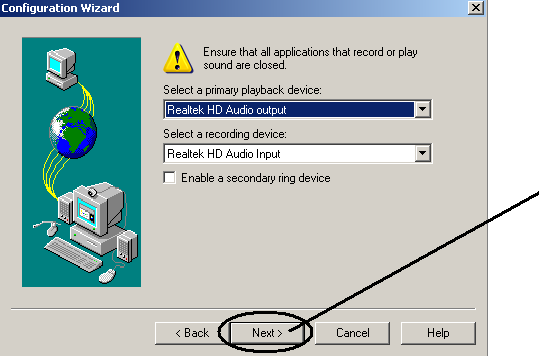 Configuration Wizard
Ensure that all applications that record or play
sound are closed.
Select a primary playback device:
Realtek HD Audio output
Select a recording device:
Realtek HD Audio Input
Enable a secondary ring device
< Back Next > Cancel Help